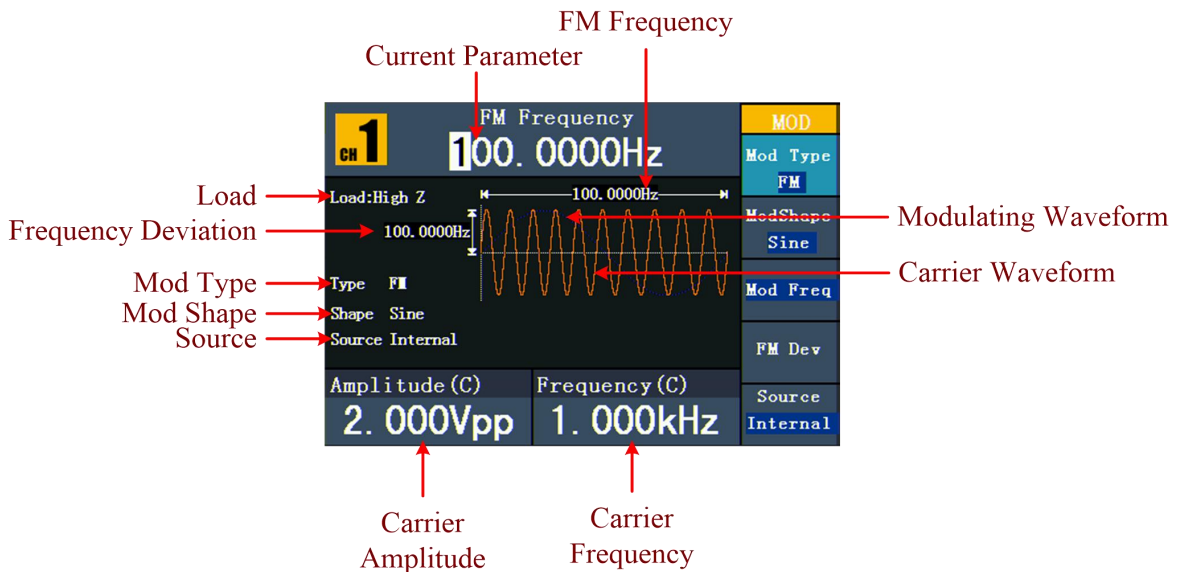 FM Frequency
Current Parameter
CH 1
FM Frequency
100.0000Hz
MOD
Mod Type
FM
Load
Load:High Z
100.0000Hz
ModShape
Sine
Modulating Waveform
Frequency Deviation
100.0000Hz
Carrier Waveform
Mod Type
Type FM
Mod Freq
Mod Shape
Shape Sine
Source
Source Internal
FM Dev
Amplitude(C)
Frequency(C)
Source
Internal
2.000Vpp
1.000kHz
Carrier
Amplitude
Carrier
Frequency